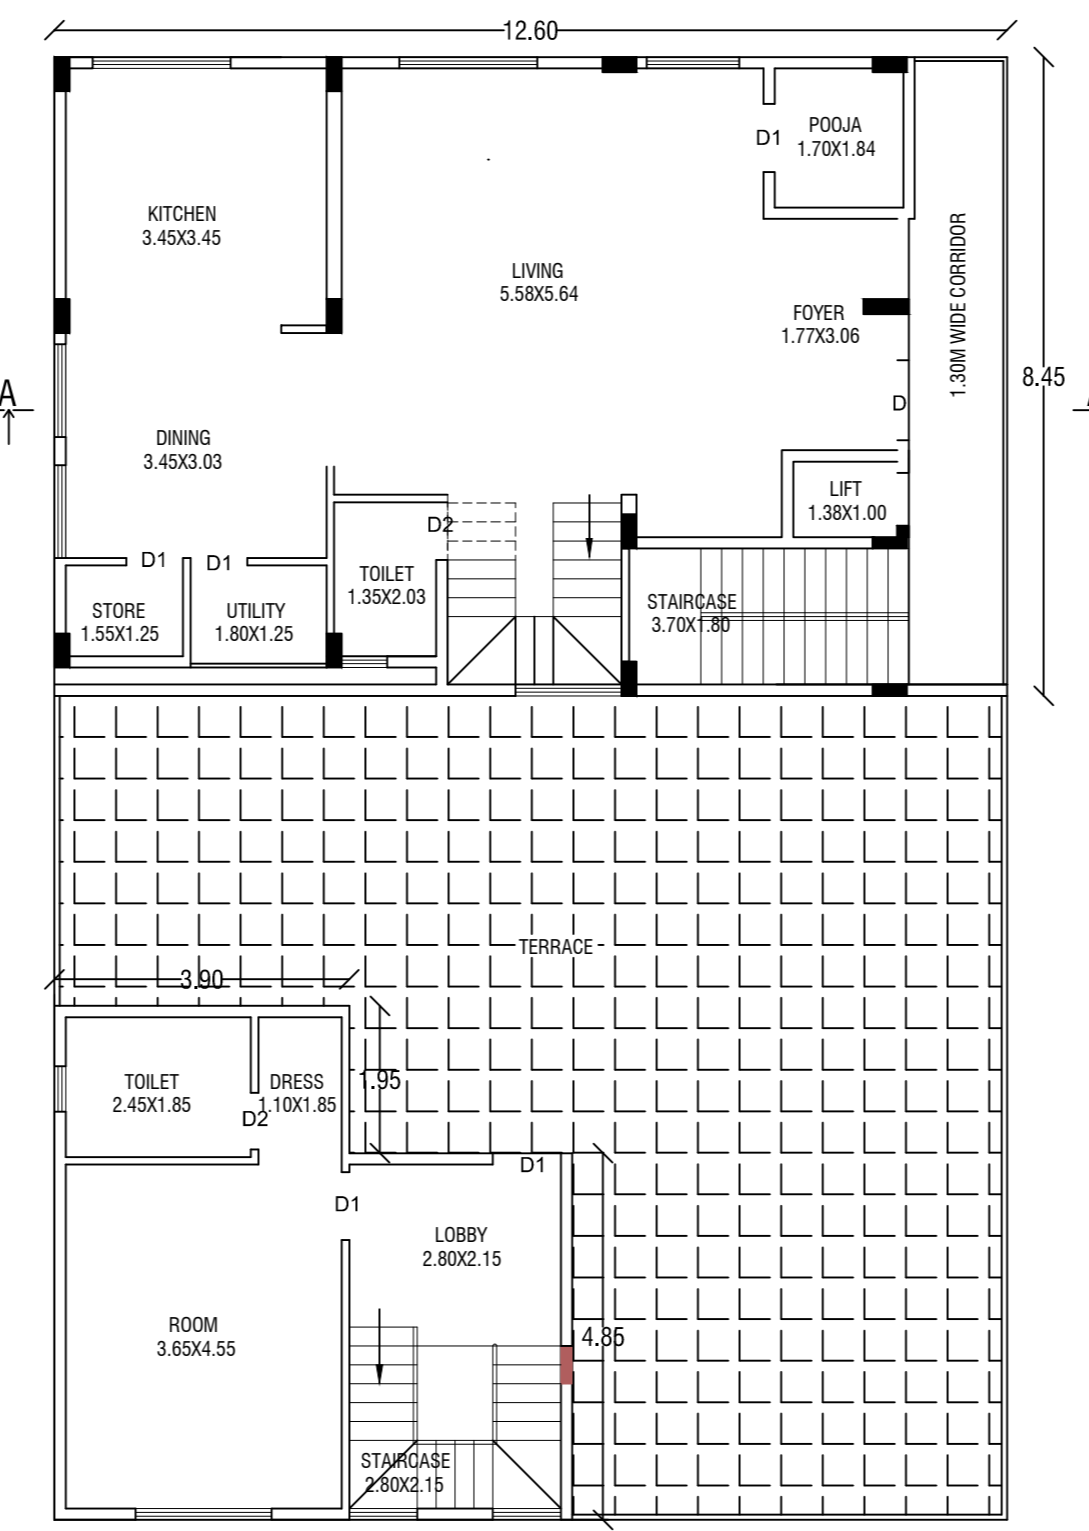 12.60
POOJA
1.70X1.84
D1
KITCHEN
3.45X3.45
LIVING
5.58X5.64
FOYER
1.77X3.06
1.30M WIDE CORRIDOR
8.45
A
D
DINING
3.45X3.03
LIFT
1.38X1.00
D2
D1
D1
TOILET
1.35X2.03
STORE
1.55X1.25
UTILITY
1.80X1.25
STAIRCASE
3.70X1.80
TERRACE
3.90
1.95
TOILET
2.45X1.85
DRESS
1.10X1.85
D2
D1
D1
LOBBY
2.80X2.15
ROOM
3.65X4.55
4.85
STAIRCASE
2.80X2.15